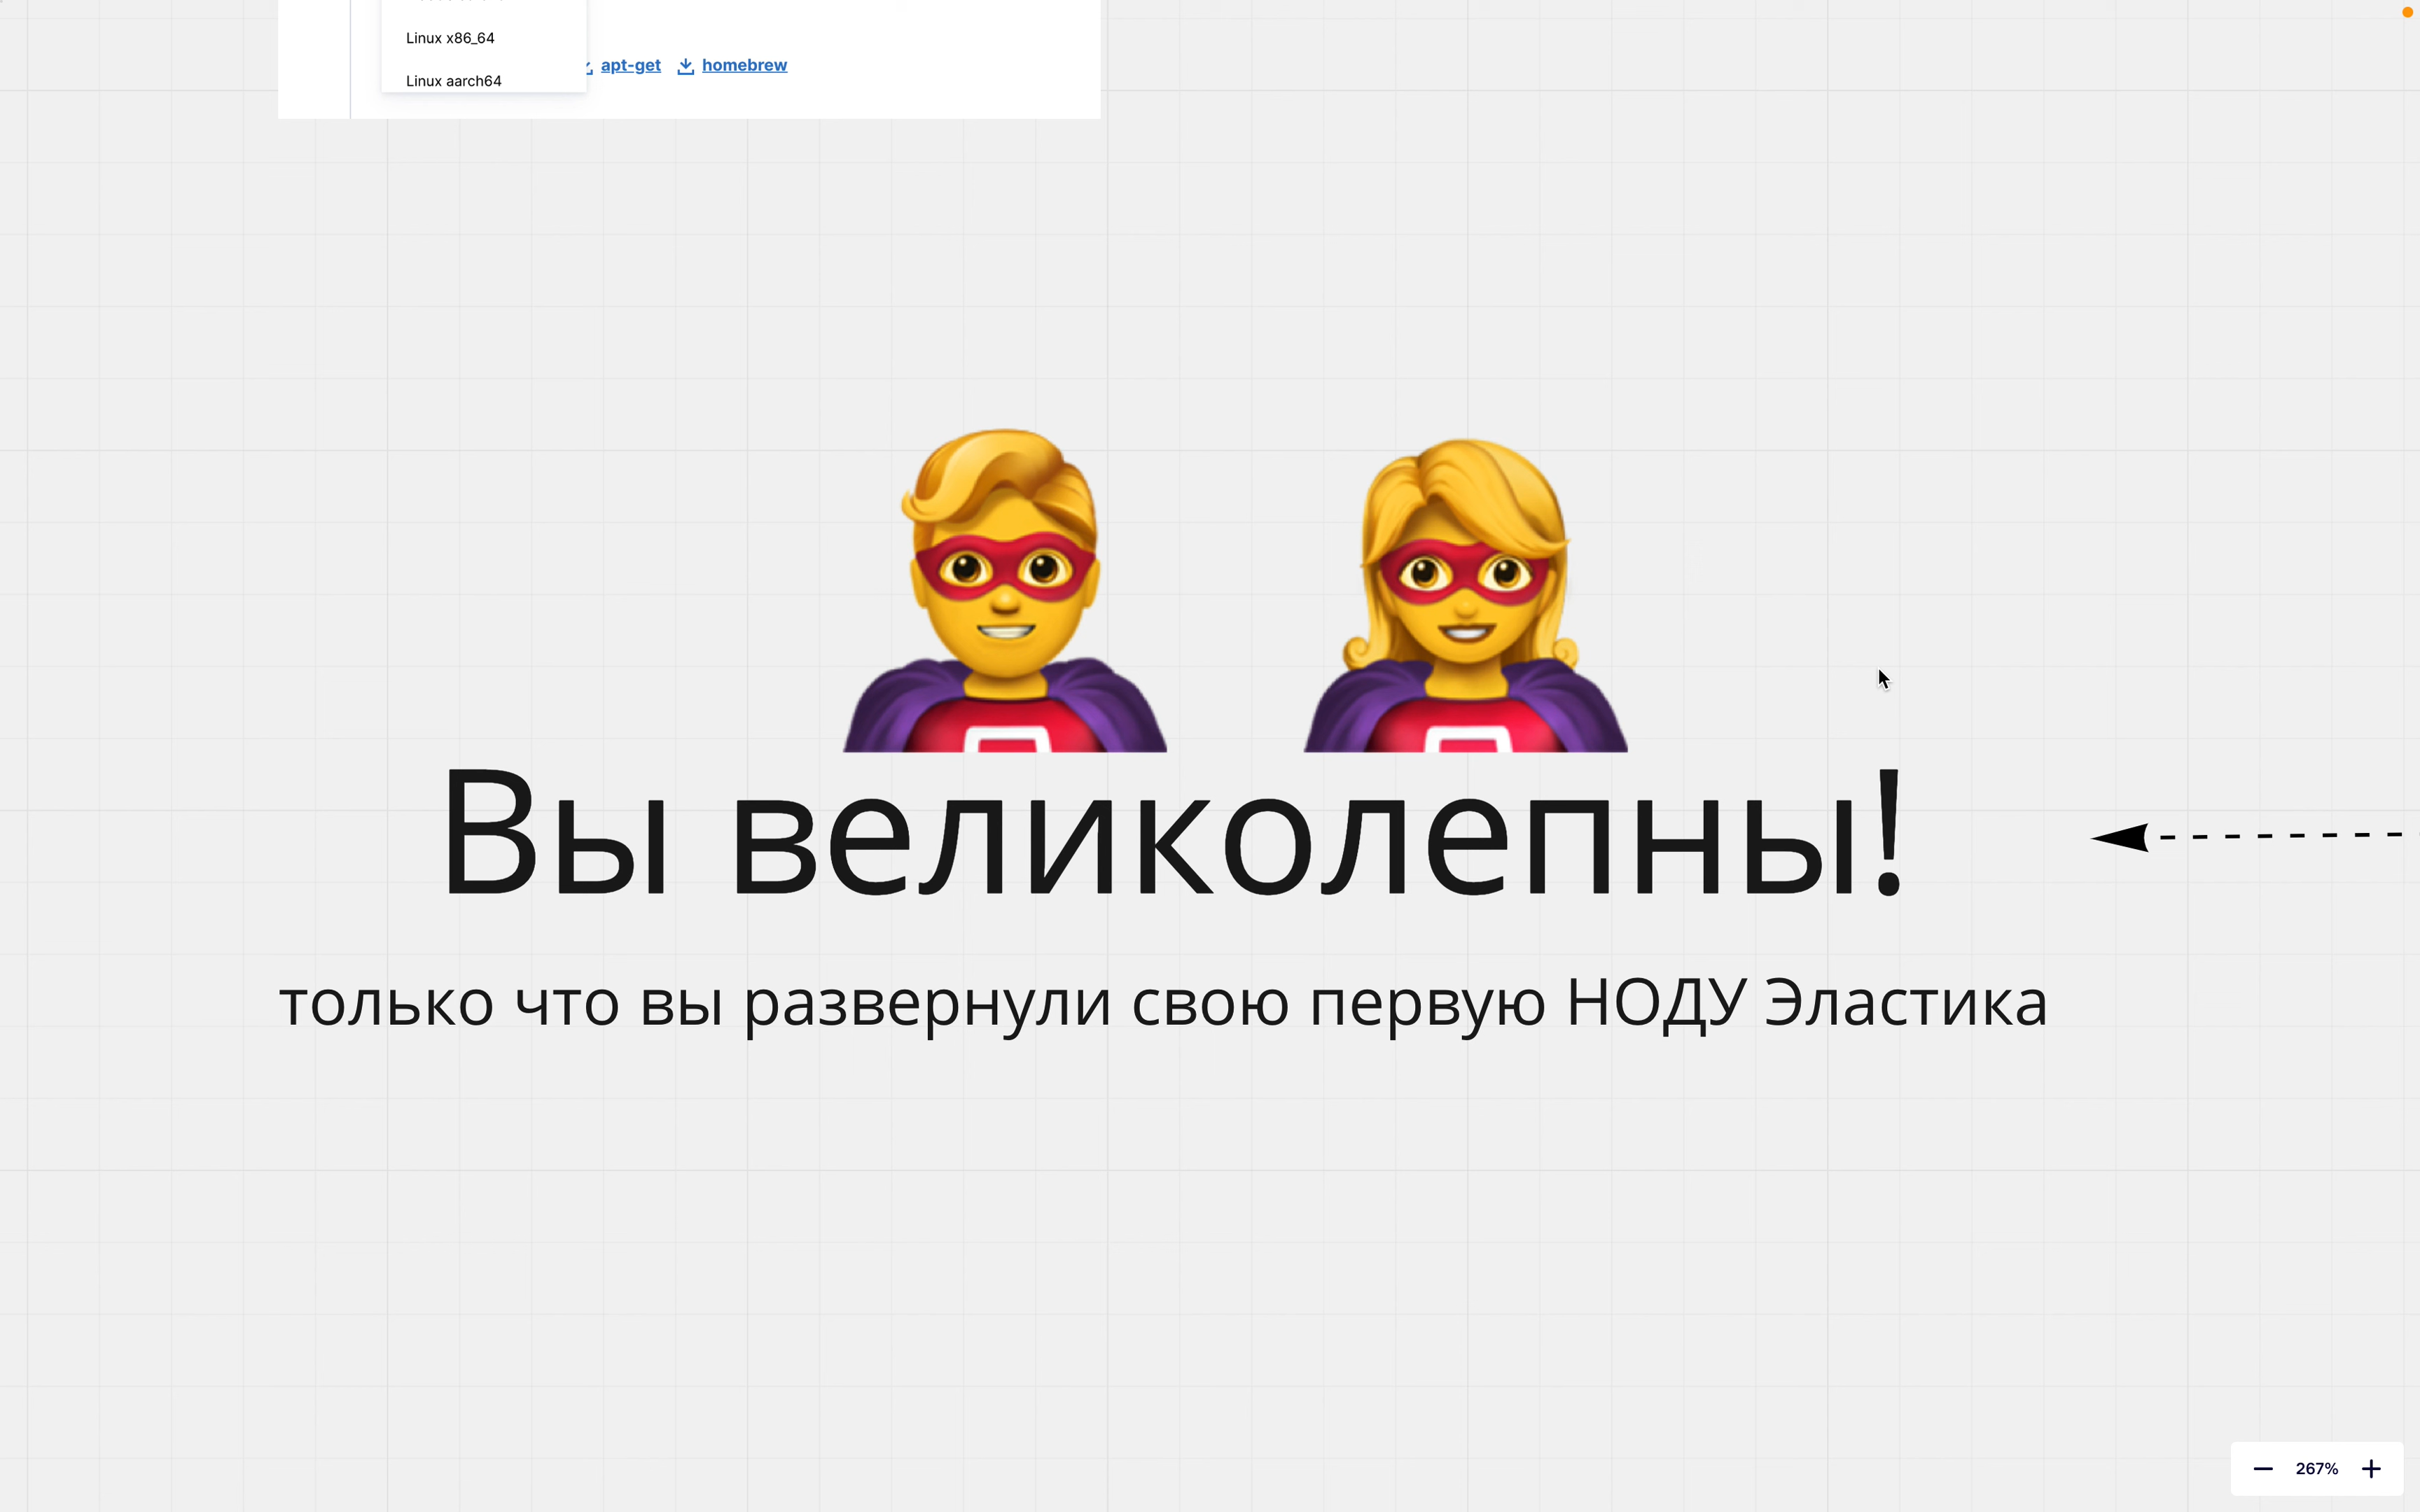 Linux x86_64
apt-get homebrew
Linux aarch64
Вы великолепны!
только что вы развернули свою первую НОДУ Эластика
267%